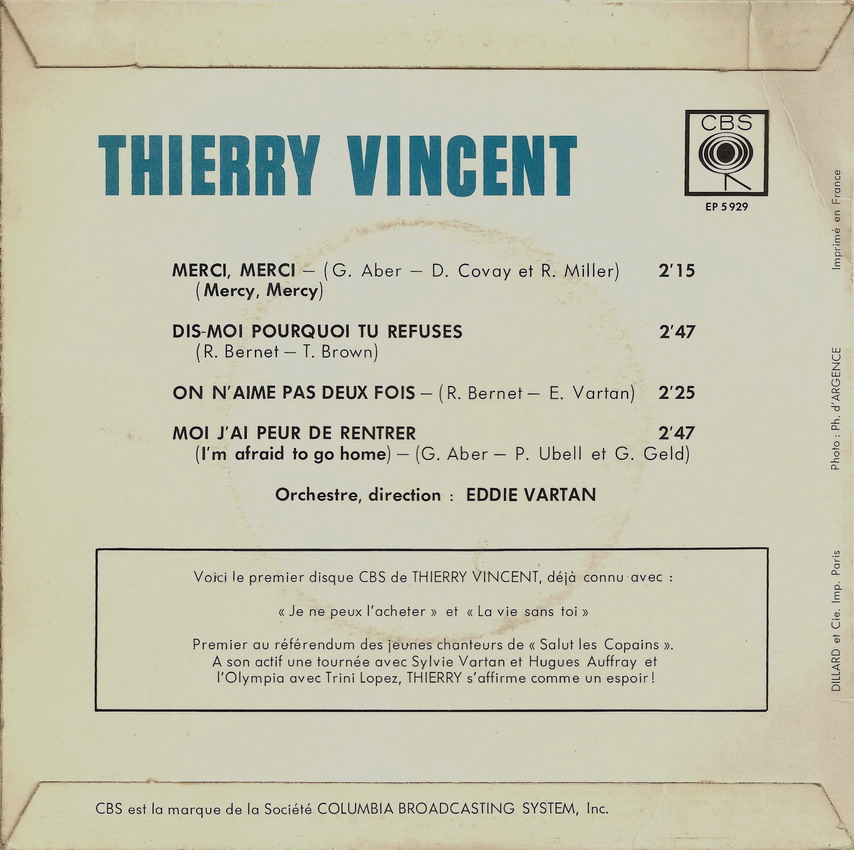 THIERRY VINCENT
CBS
EP 5929
MERCI, MERCI – (G. Aber – D. Covay et R. Miller) 2'15
(Mercy, Mercy)
DIS-MOI POURQUOI TU REFUSES 2'47
(R. Bernet – T. Brown)
ON N'AIME PAS DEUX FOIS – (R. Bernet – E. Vartan) 2'25
MOI J'AI PEUR DE RENTRER 2'47
(I'm afraid to go home) – (G. Aber – P. Ubell et G. Geld)
Orchestre, direction : EDDIE VARTAN
Voici le premier disque CBS de THIERRY VINCENT, déjà connu avec :
« Je ne peux l'acheter » et « La vie sans toi »
Premier au référendum des jeunes chanteurs de « Salut les Copains ».
A son actif une tournée avec Sylvie Vartan et Hugues Auffray et
l'Olympia avec Trini Lopez, THIERRY s'affirme comme un espoir !
CBS est la marque de la Société COLUMBIA BROADCASTING SYSTEM, Inc.
DILLARD et Cie. Imp. Paris Photo : Ph. d'ARGENCE Imprimé en France